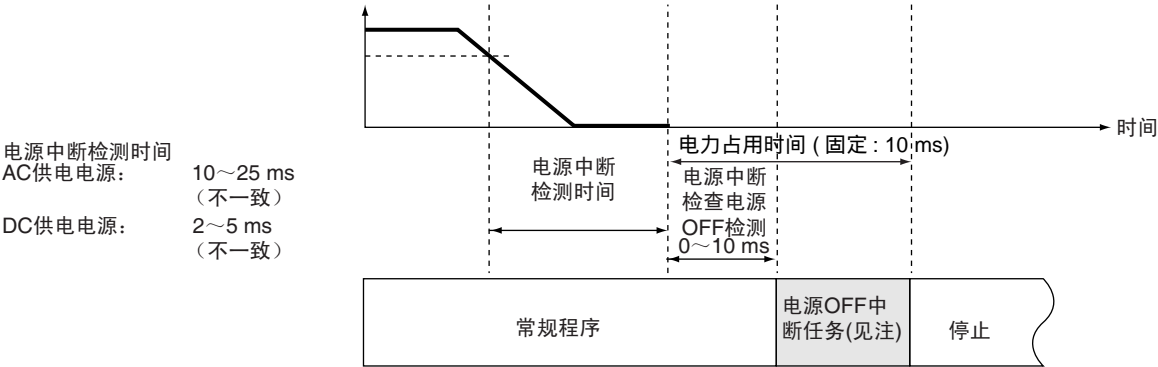 时间
电源中断检测时间
AC供电电源： 10～25 ms
（不一致）
DC供电电源： 2～5 ms
（不一致）
电源中断
检测时间
电力占用时间 ( 固定 : 10 ms)
电源中断
检查电源
OFF检测
0～10 ms
常规程序
电源OFF中
断任务(见注)
停止